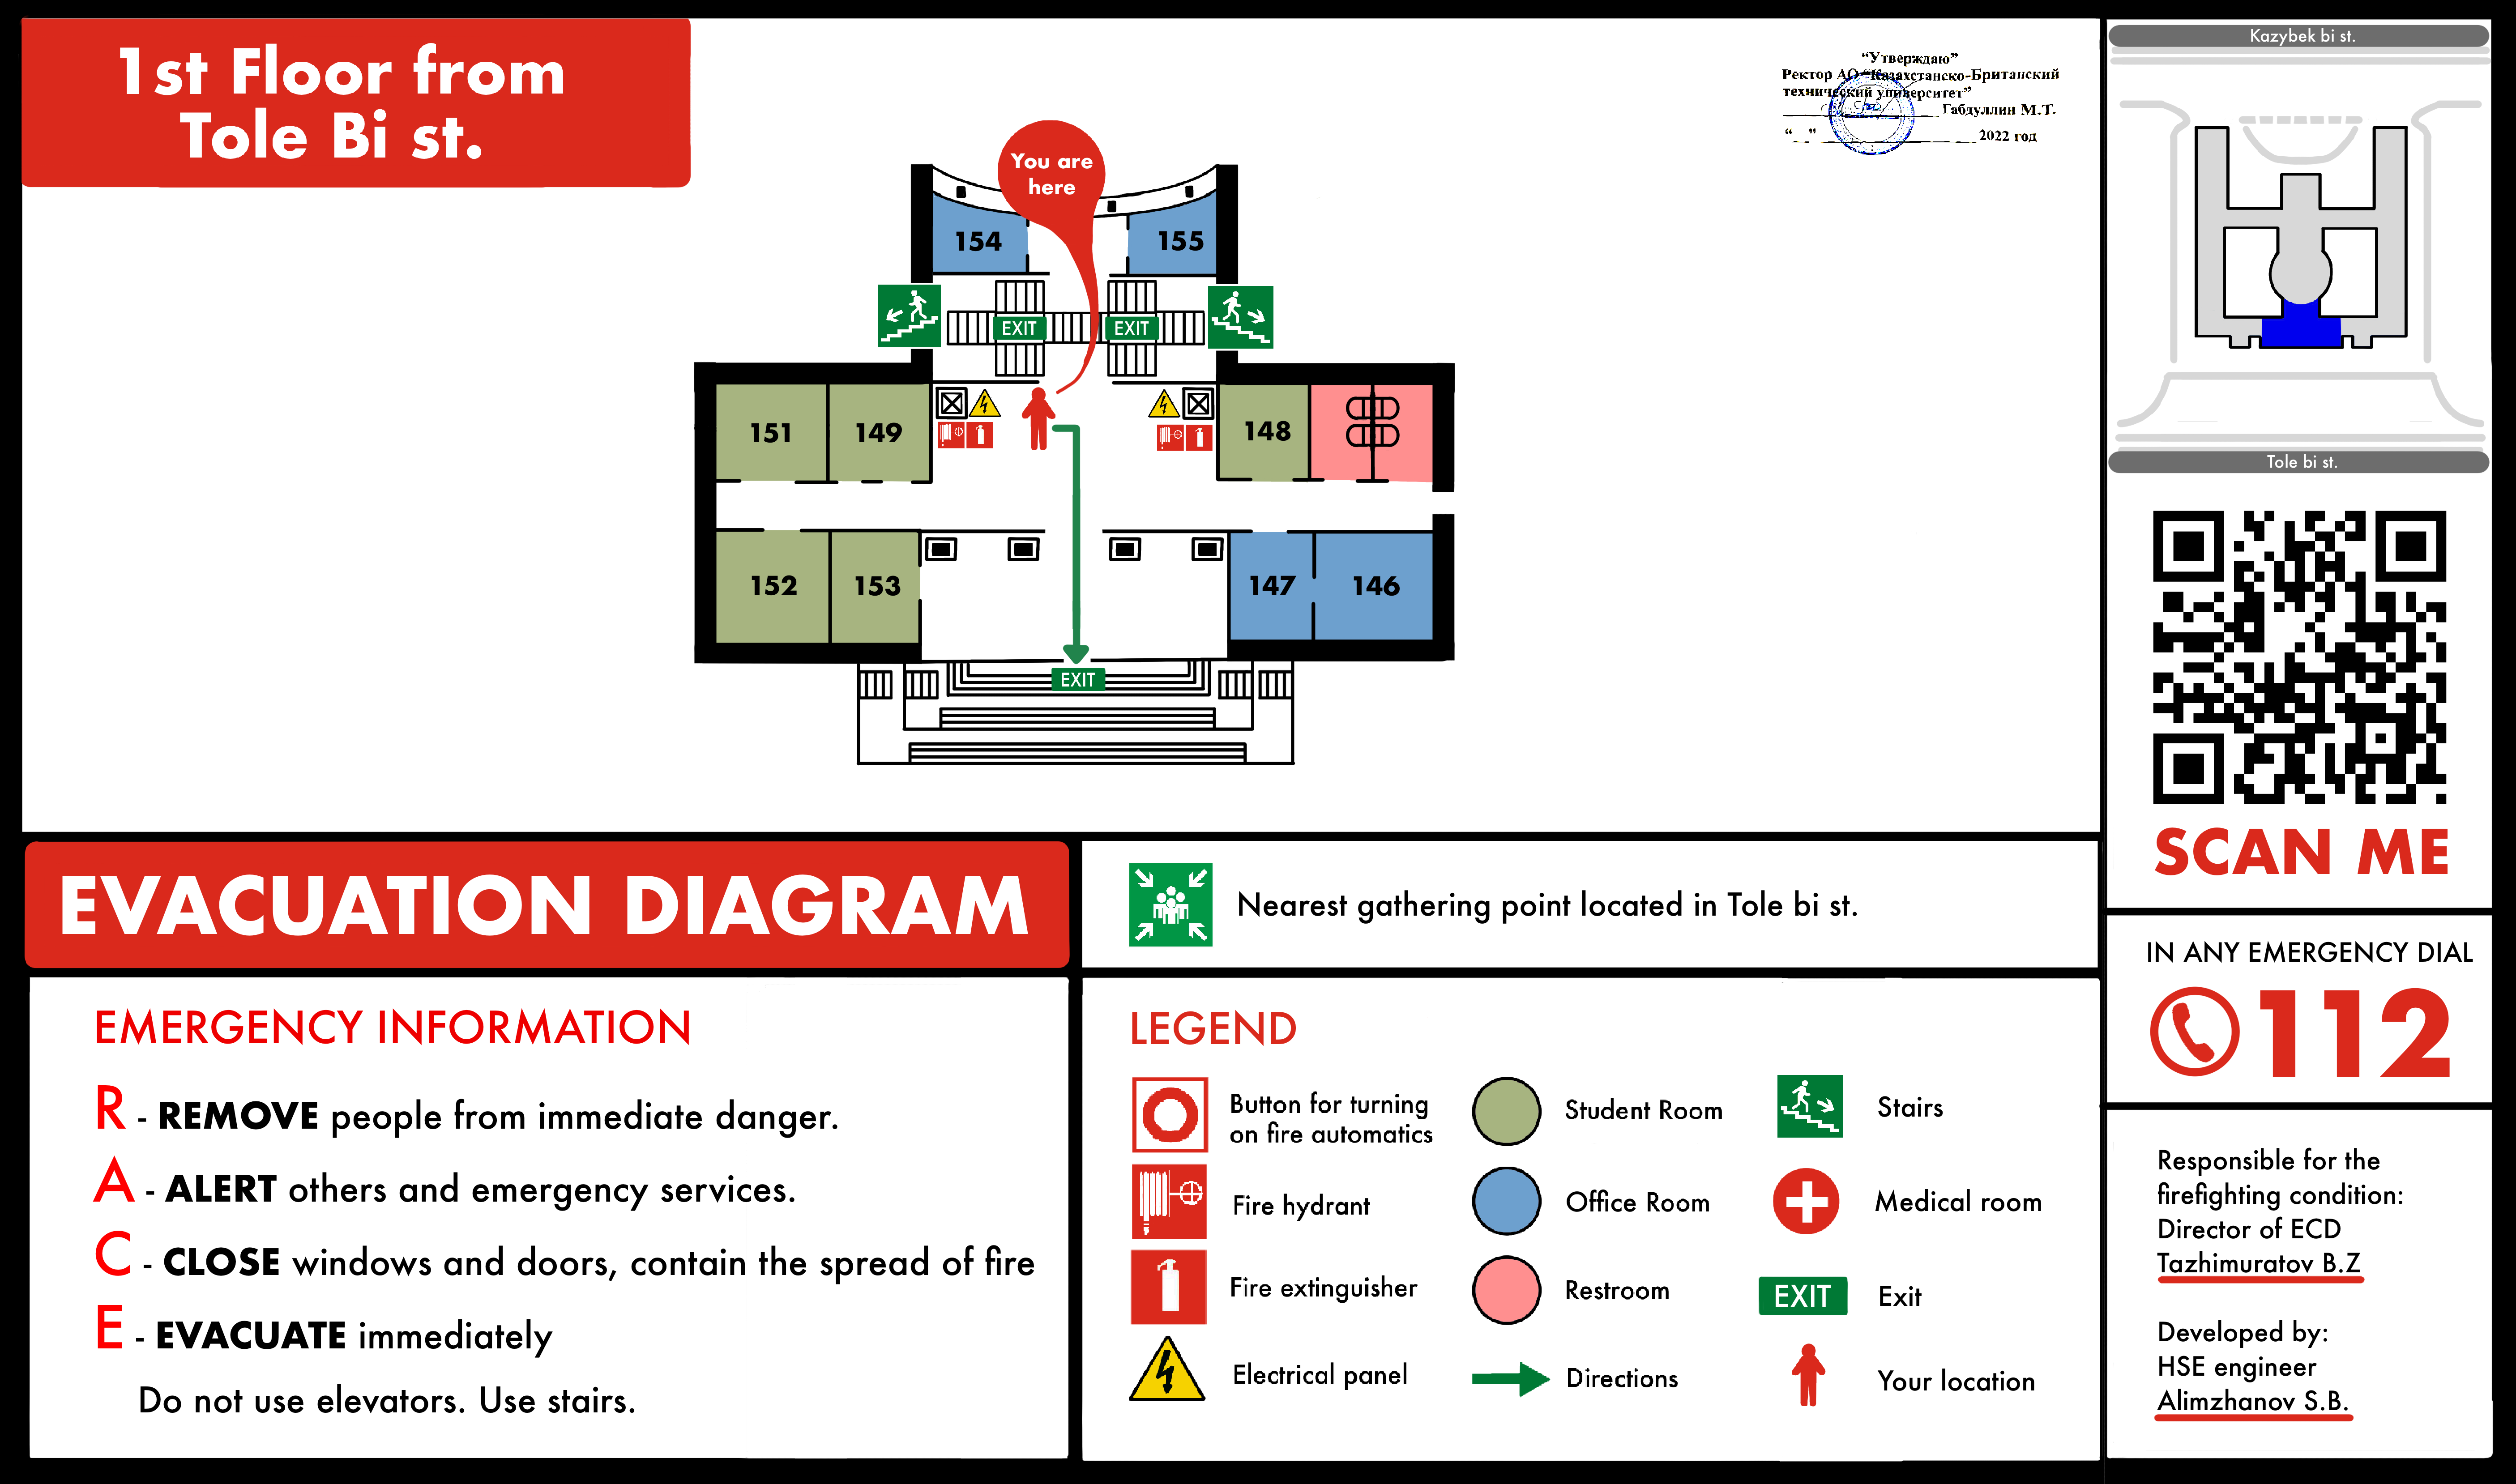 1st Floor from
Tole Bi st.
“Утверждаю”
Ректор АО “Казахстанско-Британский
технический университет”
Габдуллин М.Т.
“ ” 2022 год
You are
here
154
155
EXIT
EXIT
151
149
148
152
153
147
146
EXIT
Kazybek bi st.
Tole bi st.
SCAN ME
EVACUATION DIAGRAM
Nearest gathering point located in Tole bi st.
IN ANY EMERGENCY DIAL
112
EMERGENCY INFORMATION
R - REMOVE people from immediate danger.
A - ALERT others and emergency services.
C - CLOSE windows and doors, contain the spread of fire
E - EVACUATE immediately
Do not use elevators. Use stairs.
LEGEND
Button for turning
on fire automatics
Fire hydrant
Fire extinguisher
Electrical panel
Student Room
Office Room
Restroom
Directions
Stairs
Medical room
EXIT
Exit
Your location
Responsible for the
firefighting condition:
Director of ECD
Tazhimuratov B.Z
Developed by:
HSE engineer
Alimzhanov S.B.